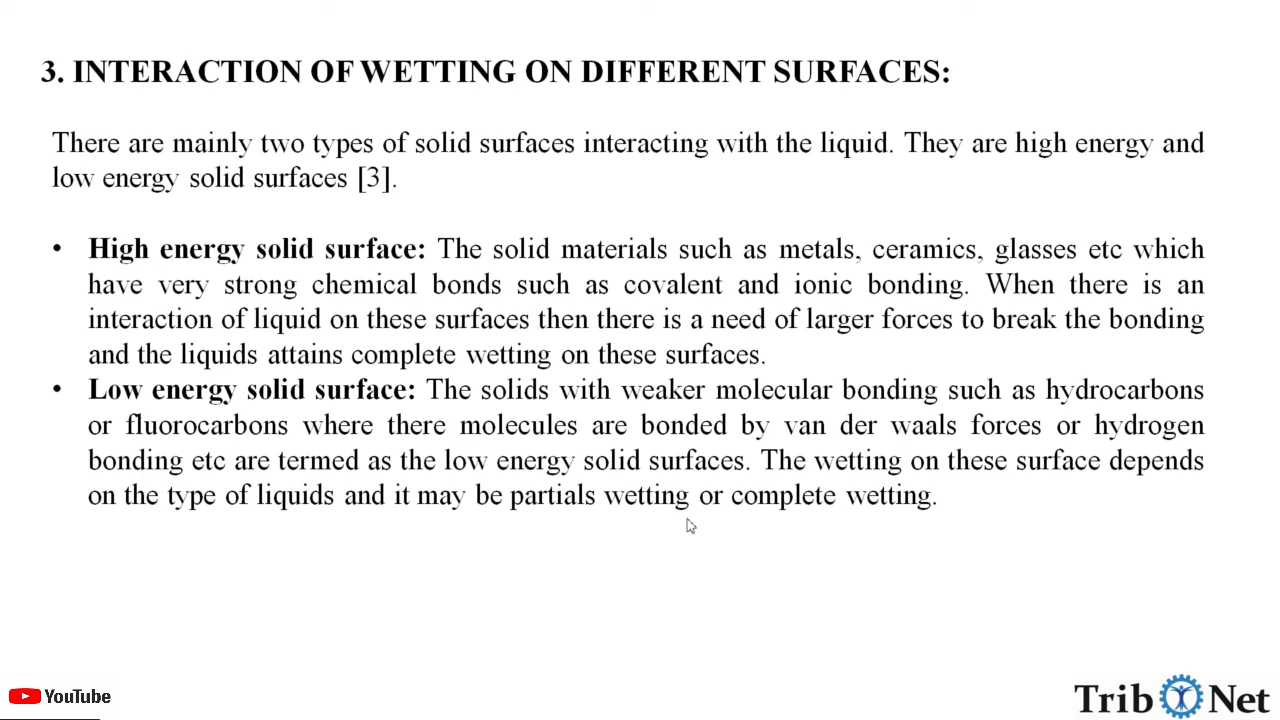 3. INTERACTION OF WETTING ON DIFFERENT SURFACES:
There are mainly two types of solid surfaces interacting with the liquid. They are high energy and
low energy solid surfaces [3].
• High energy solid surface: The solid materials such as metals, ceramics, glasses etc which
have very strong chemical bonds such as covalent and ionic bonding. When there is an
interaction of liquid on these surfaces then there is a need of larger forces to break the bonding
and the liquids attains complete wetting on these surfaces.
• Low energy solid surface: The solids with weaker molecular bonding such as hydrocarbons
or fluorocarbons where there molecules are bonded by van der waals forces or hydrogen
bonding etc are termed as the low energy solid surfaces. The wetting on these surface depends
on the type of liquids and it may be partials wetting or complete wetting.
YouTube
Trib Net